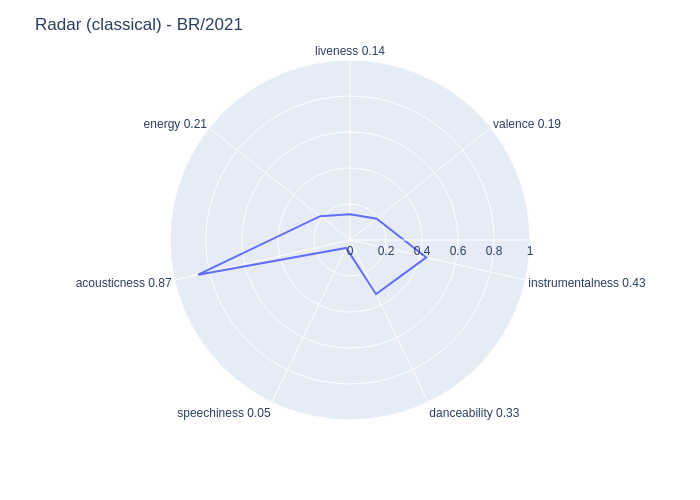 Radar (classical) - BR/2021
liveness 0.14
energy 0.21
valence 0.19
0 0.2 0.4 0.6 0.8 1
acousticness 0.87
instrumentalness 0.43
speechiness 0.05
danceability 0.33